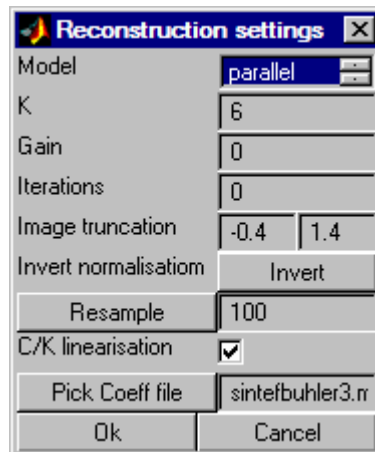 Reconstruction settings
Model parallel
K 6
Gain 0
Iterations 0
Image truncation -0.4 1.4
Invert normalisatiom Invert
Resample 100
C/K linearisation
Pick Coeff file sintefbuhler3.m
Ok Cancel